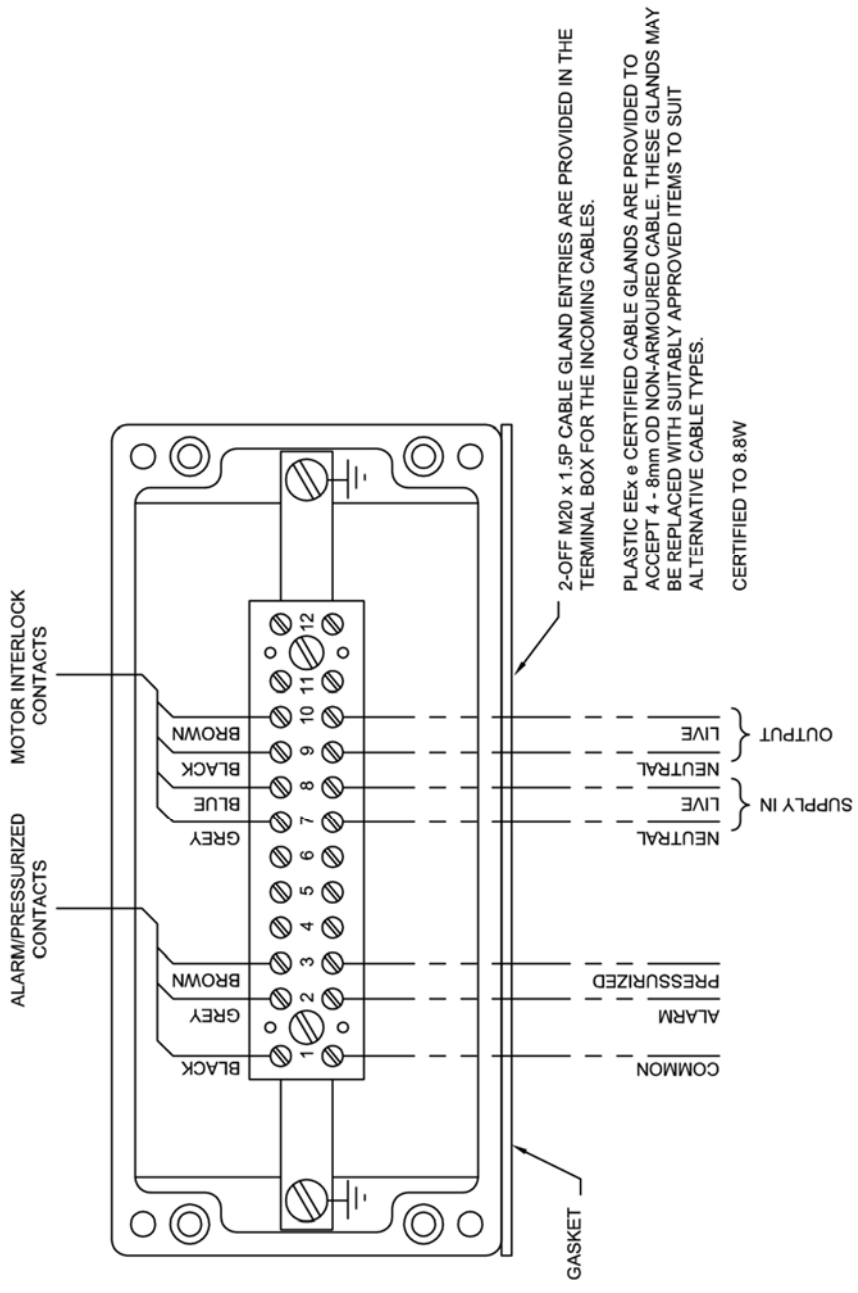 ALARM/PRESSURIZED
CONTACTS
MOTOR INTERLOCK
CONTACTS
BLACK
GREY
BROWN
GREY
BLUE
BLACK
BROWN
1
2
3
4
5
6
7
8
9
10
11
12
COMMON
ALARM
PRESSURIZED
NEUTRAL
LIVE
NEUTRAL
LIVE
SUPPLY IN
OUTPUT
GASKET
2-OFF M20 x 1.5P CABLE GLAND ENTRIES ARE PROVIDED IN THE
TERMINAL BOX FOR THE INCOMING CABLES.
PLASTIC EEx e CERTIFIED CABLE GLANDS ARE PROVIDED TO
ACCEPT 4 - 8mm OD NON-ARMOURED CABLE. THESE GLANDS MAY
BE REPLACED WITH SUITABLY APPROVED ITEMS TO SUIT
ALTERNATIVE CABLE TYPES.
CERTIFIED TO 8.8W